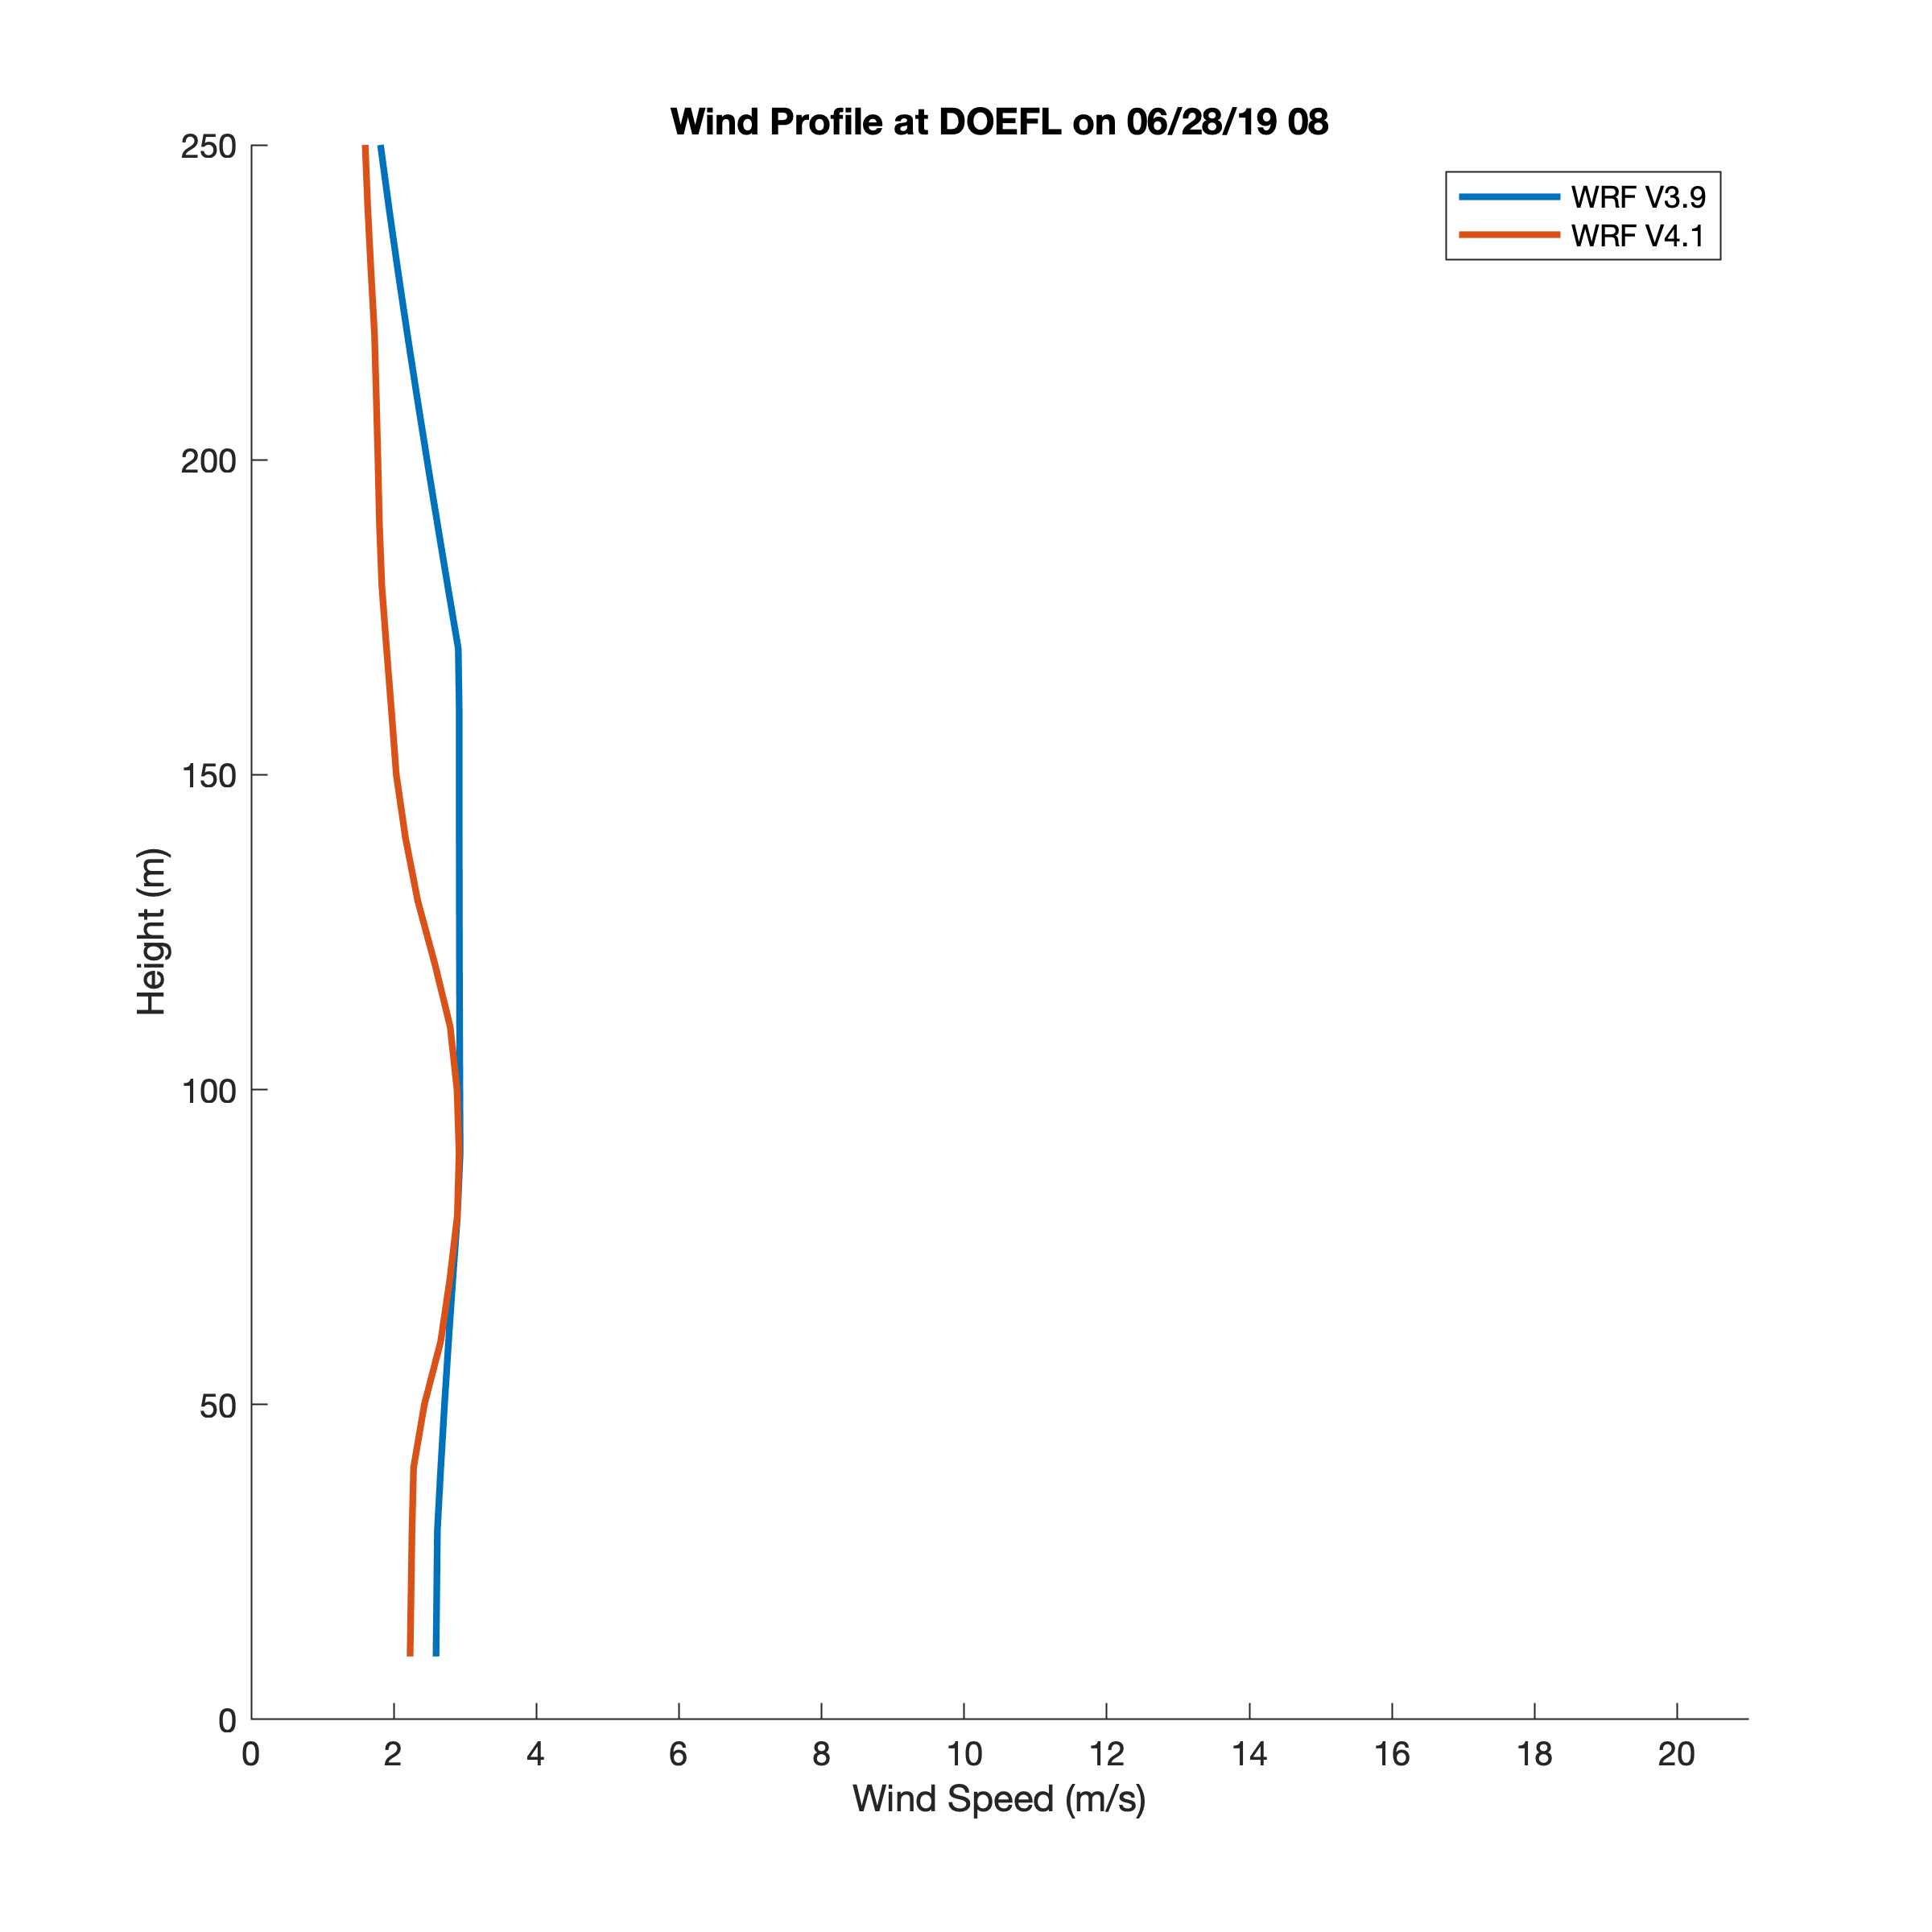 Wind Profile at DOEFL on 06/28/19 08
WRF V3.9
WRF V4.1
250
200
150
100
50
0
Height (m)
0 2 4 6 8 10 12 14 16 18 20
Wind Speed (m/s)